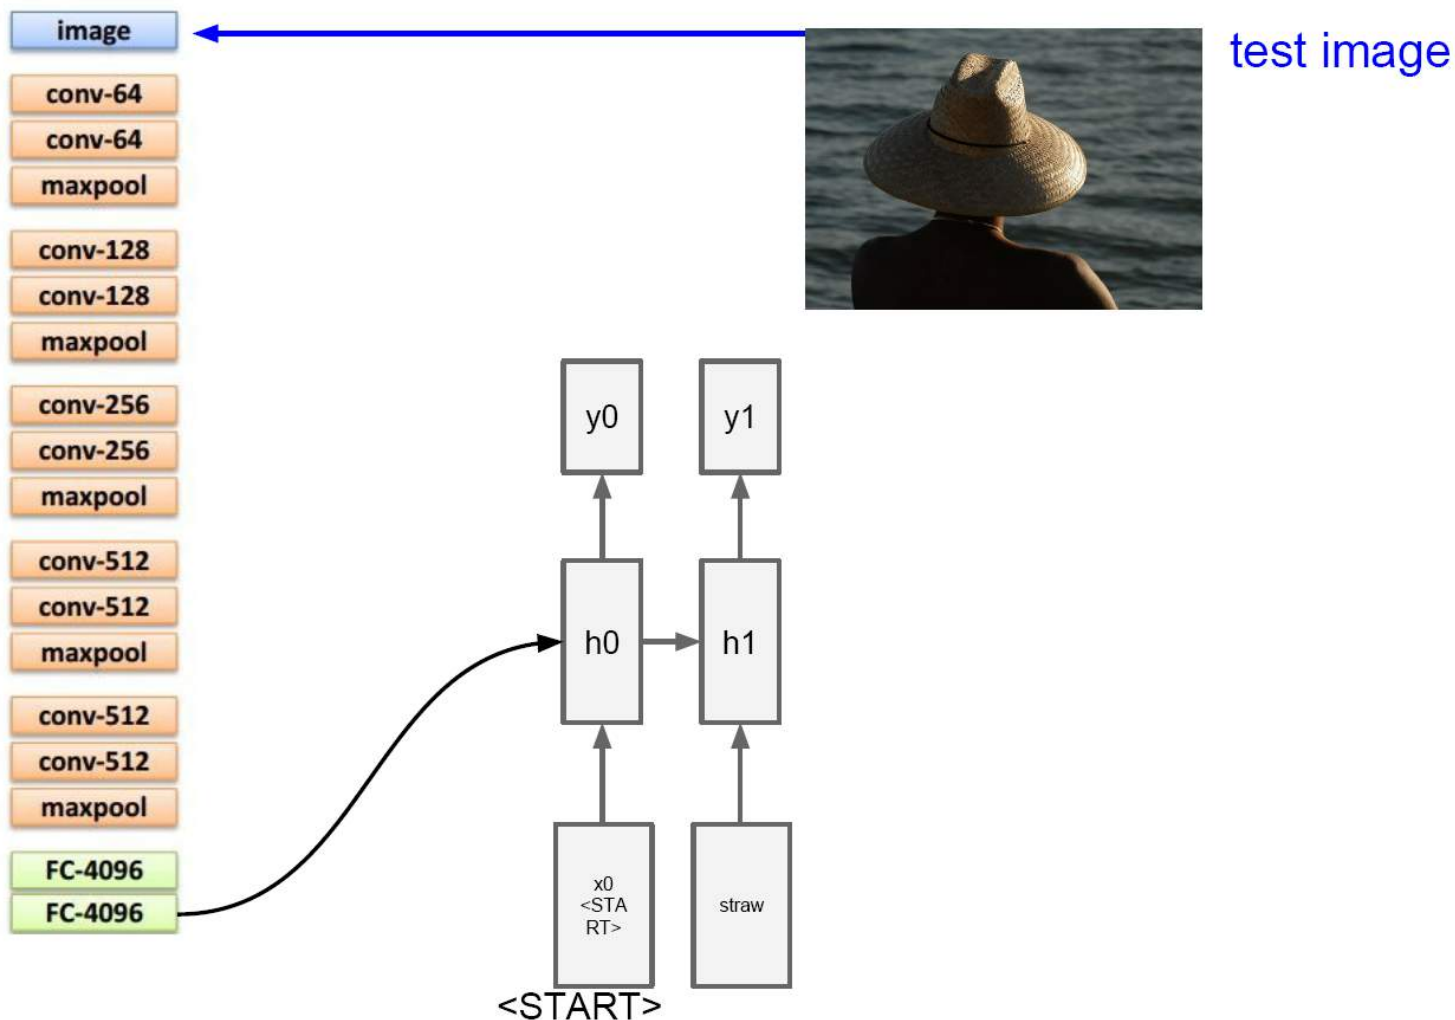 image
test image
conv-64
conv-64
maxpool
conv-128
conv-128
maxpool
conv-256
conv-256
maxpool
conv-512
conv-512
maxpool
conv-512
conv-512
maxpool
FC-4096
FC-4096
y0
y1
h0
h1
x0
<STA
RT>
straw
<START>